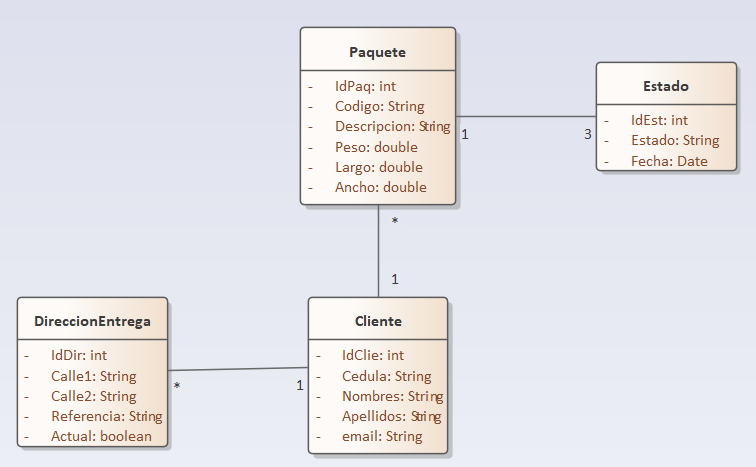 Paquete
- IdPaq: int
- Codigo: String
- Descripcion: String
- Peso: double
- Largo: double
- Ancho: double
Estado
- IdEst: int
- Estado: String
- Fecha: Date
1
3
*
1
DireccionEntrega
- IdDir: int
- Calle1: String
- Calle2: String
- Referencia: String
- Actual: boolean
*
1
Cliente
- IdClie: int
- Cedula: String
- Nombres: String
- Apellidos: String
- email: String